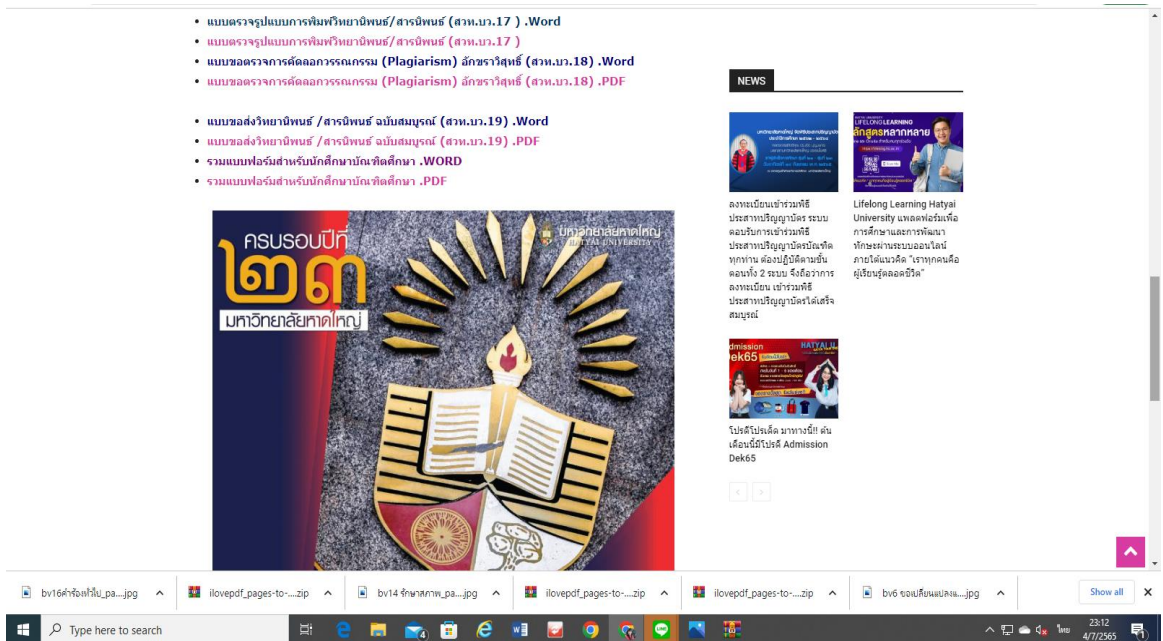 แบบตรวจรูปแบบการพิมพ์วิทยานิพนธ์/สารนิพนธ์ (สวท.บว.17 ) .Word
แบบตรวจรูปแบบการพิมพ์วิทยานิพนธ์/สารนิพนธ์ (สวท.บว.17 )
แบบขอตรวจการคัดลอกวรรณกรรม (Plagiarism) อักขราวิสุทธิ์ (สวท.บว.18) .Word
แบบขอตรวจการคัดลอกวรรณกรรม (Plagiarism) อักขราวิสุทธิ์ (สวท.บว.18) .PDF
แบบขอส่งวิทยานิพนธ์ /สารนิพนธ์ ฉบับสมบูรณ์ (สวท.บว.19) .Word
แบบขอส่งวิทยานิพนธ์ /สารนิพนธ์ ฉบับสมบูรณ์ (สวท.บว.19) .PDF
รวมแบบฟอร์มสำหรับนักศึกษาบัณฑิตศึกษา .WORD
รวมแบบฟอร์มสำหรับนักศึกษาบัณฑิตศึกษา .PDF
ครบรอบปีที่
๒๓
มหาวิทยาลัยหาดใหญ่
มหาวิทยาลัยหาดใหญ่
HATYAI UNIVERSITY
NEWS
ลงทะเบียนเข้าร่วมพิธี
ประสาทปริญญาบัตร ระบบ
ตอบรับการเข้าร่วมพิธี
ประสาทปริญญาบัตรบัณฑิต
ทุกท่าน ต้องปฏิบัติตามขั้น
ตอนทั้ง 2 ระบบ จึงถือว่าการ
ลงทะเบียน เข้าร่วมพิธี
ประสาทปริญญาบัตรได้เสร็จ
สมบูรณ์
LIFELONG LEARNING
ลักสูตรหลากหลาย
Lifelong Learning Hatyai
University แพลตฟอร์มเพื่อ
การศึกษาและการพัฒนา
ทักษะผ่านระบบออนไลน์
ภายใต้แนวคิด "เราทุกคนคือ
ผู้เรียนรู้ตลอดชีวิต"
dmission
Dek65
HATYAI U.
โปรดีโปรเด็ด มาทางนี้!! ต้น
เดือนนี้มีโปรดี Admission
Dek65
bv16คำร้องทั่วไป_pa....jpg
ilovepdf_pages-to-....zip
bv14 รักษาสภาพ_pa....jpg
ilovepdf_pages-to-....zip
ilovepdf_pages-to-....zip
bv6 ขอเปลี่ยนแปลงแ....jpg
Show all
Type here to search
ไทย
23:12
4/7/2565